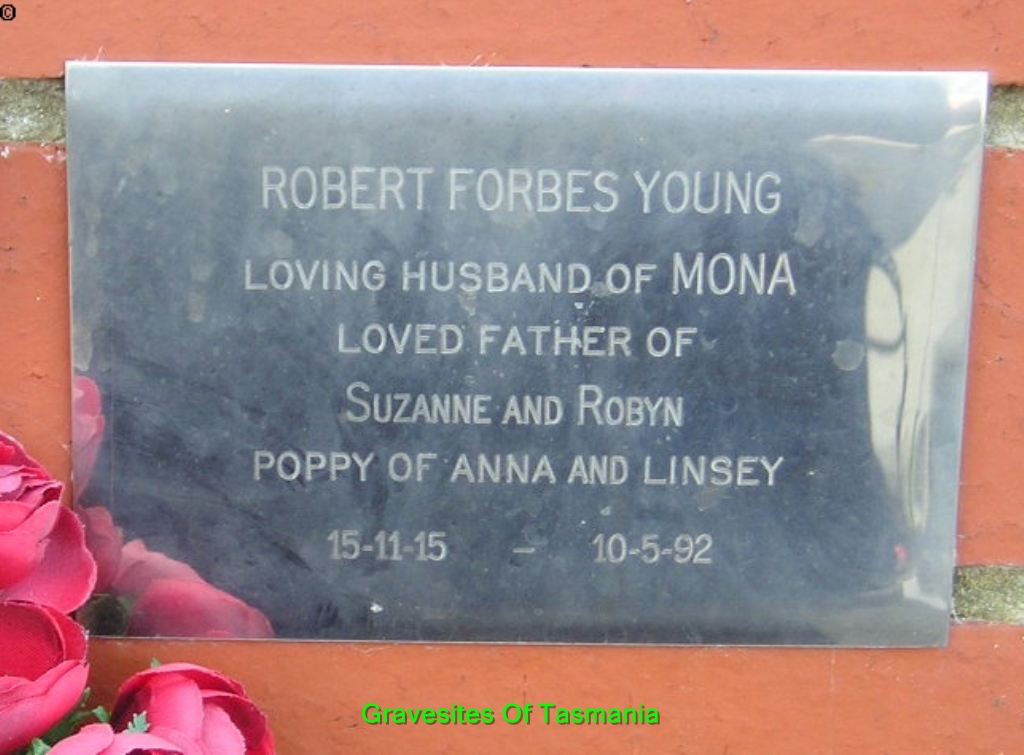 ©
ROBERT FORBES YOUNG
LOVING HUSBAND OF MONA
LOVED FATHER OF
SUZANNE AND ROBYN
POPPY OF ANNA AND LINSEY
15-11-15 – 10-5-92
Gravesites Of Tasmania